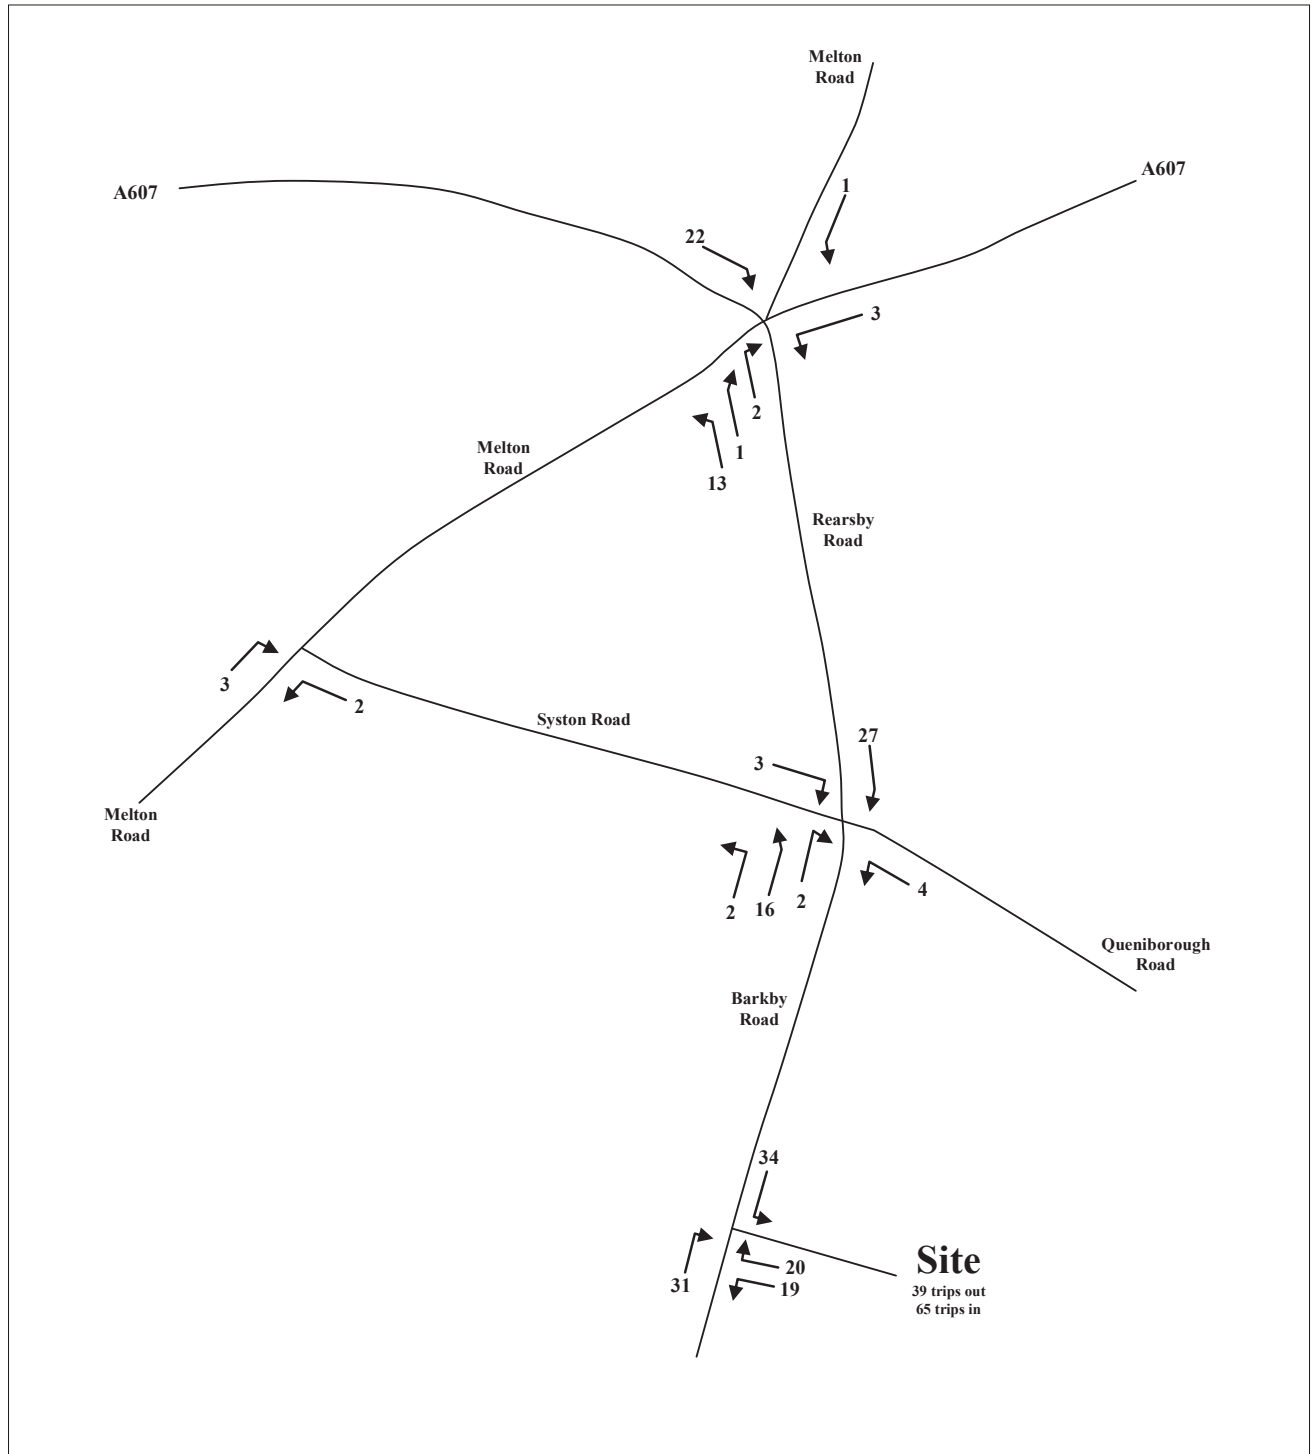 Melton
Road
A607
A607
1
22
3
2
1
13
Melton
Road
Rearsby
Road
3
2
Syston Road
27
3
Melton
Road
4
2
16
2
Queniborough
Road
Barkby
Road
34
31
20
19
Site
39 trips out
65 trips in